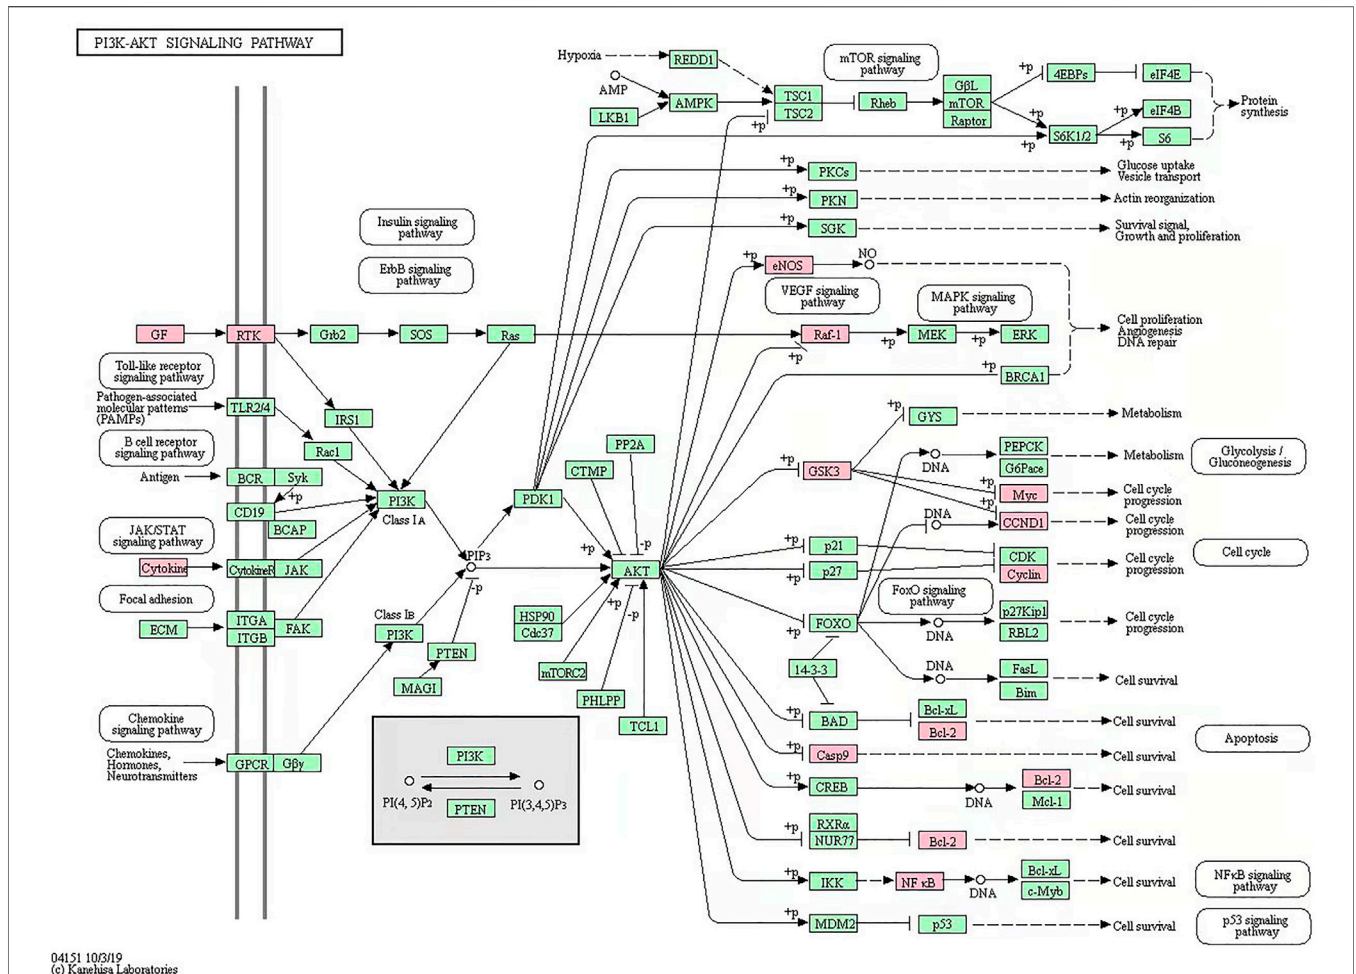 PI3K-AKT SIGNALING PATHWAY
Hypoxia
REDD1
mTOR signaling
pathway
AMP
LKB1
AMPK
TSC1
TSC2
+p
Rheb
GβL
mTOR
Raptor
+p
4EBPs
eIF4E
+p
S6K1/2
+p
+p
+p
eIF4B
S6
Protein
synthesis
+p
PKCs
Glucose uptake
Vesicle transport
+p
PKN
Actin reorganization
+p
SGK
Survival signal,
Growth and proliferation
Insulin signaling
pathway
ErbB signaling
pathway
+p
eNOS
NO
VEGF signaling
pathway
MAPK signaling
pathway
GF
RTK
Grb2
SOS
Ras
Raf-1
+p
+p
MEK
+p
ERK
Cell proliferation
Angiogenesis
DNA repair
+p
BRCA1
Toll-like receptor
signaling pathway
Pathogen-associated
molecular patterns
(PAMPs)
TLR2/4
IRS1
Rac1
B cell receptor
signaling pathway
Antigen
BCR
Syk
+p
CD19
BCAP
PI3K
Class IA
JAK/STAT
signaling pathway
Cytokine
CytokineR
JAK
Focal adhesion
ECM
ITGA
ITGB
FAK
Chemokine
signaling pathway
Chemokines,
Hormones,
Neurotransmitters
GPCR
Gβγ
PDK1
PIP3
-p
Class IB
PI3K
PTEN
MAGI
CTMP
PP2A
+p
-p
AKT
HSP90
Cdc37
mTORC2
+p
-p
PHLPP
TCL1
+p
GSK3
+p
GYS
Metabolism
DNA
PEPCK
G6Pace
Metabolism
Glycolysis /
Gluconeogenesis
+p
Myc
Cell cycle
progression
+p
DNA
CCND1
Cell cycle
progression
+p
p21
+p
p27
CDK
Cyclin
Cell cycle
progression
Cell cycle
FoxO signaling
pathway
+p
FOXO
DNA
p27Kip1
RBL2
Cell cycle
progression
14-3-3
DNA
FasL
Bim
Cell survival
+p
BAD
Bcl-xL
Bcl-2
Cell survival
+p
Casp9
Cell survival
Apoptosis
+p
CREB
DNA
Bcl-2
Mcl-1
Cell survival
+p
RXRα
NUR77
Bcl-2
Cell survival
+p
IKK
NFκB
DNA
Bcl-xL
c-Myb
Cell survival
NFκB signaling
pathway
+p
MDM2
p53
Cell survival
p53 signaling
pathway
PI3K
PI(4, 5)P2
PI(3,4,5)P3
PTEN
04151 10/3/19
(c) Kanehisa Laboratories